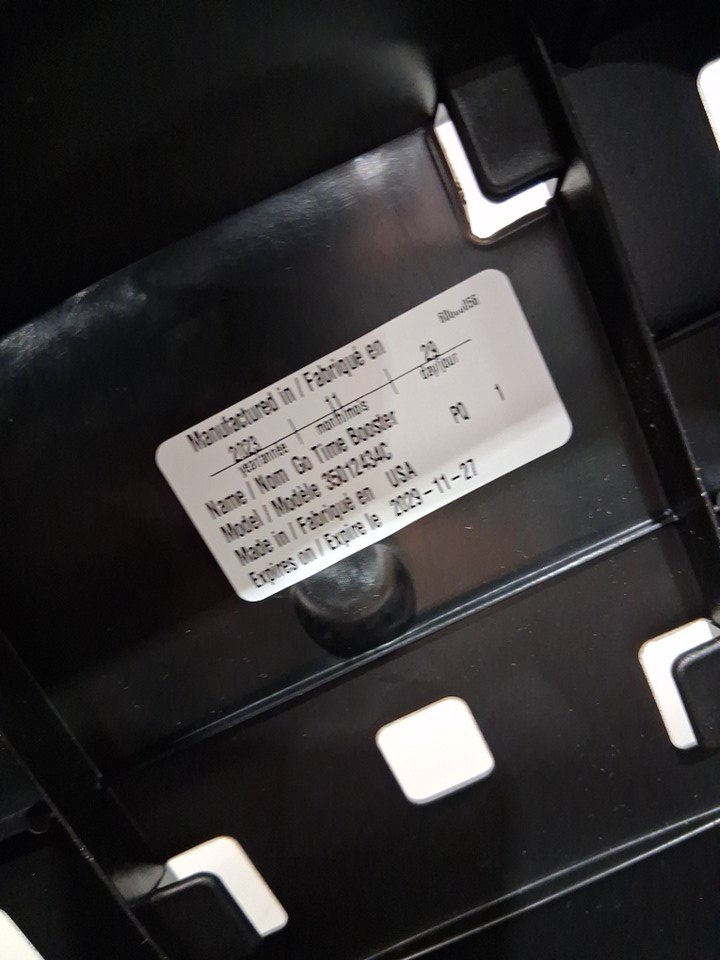 Manufactured in / Fabriqué en
2023 | 11 | 29
year/année month/mois day/jour
Name / Nom Go Time Booster
Model / Modèle 35012434C PQ 1
Made in / Fabriqué en USA
Expires on / Expire le 2029-11-27